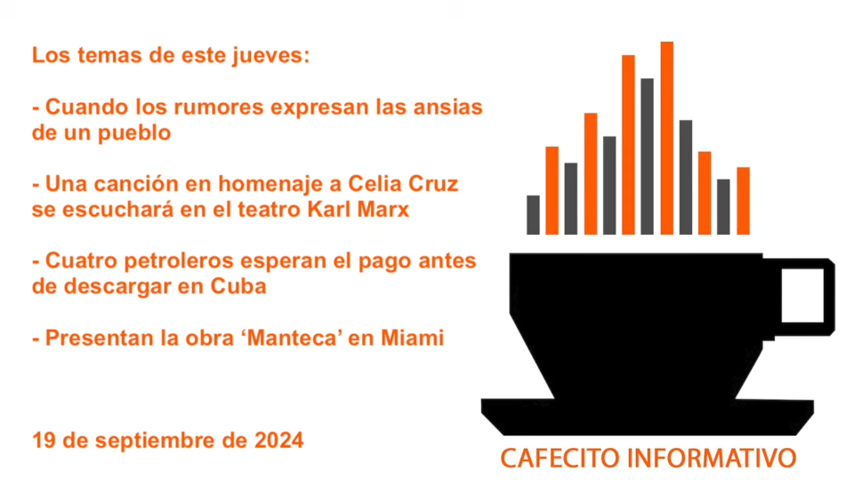 Los temas de este jueves:
- Cuando los rumores expresan las ansias
de un pueblo
- Una canción en homenaje a Celia Cruz
se escuchará en el teatro Karl Marx
- Cuatro petroleros esperan el pago antes
de descargar en Cuba
- Presentan la obra ‘Manteca’ en Miami
19 de septiembre de 2024
CAFECITO INFORMATIVO